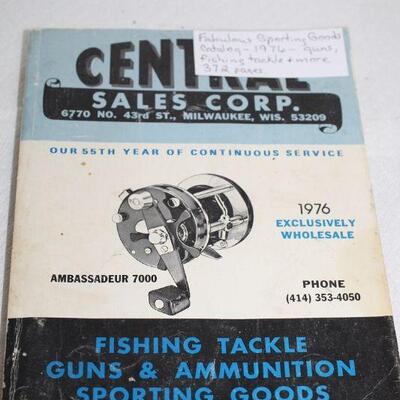 Fabulous Sporting Goods
Catalog - 1976 - guns,
fishing tackle + more
372 pages
CENTRAL
SALES CORP.
6770 NO. 43rd ST., MILWAUKEE, WIS. 53209
OUR 55TH YEAR OF CONTINUOUS SERVICE
1976
EXCLUSIVELY
WHOLESALE
AMBASSADEUR 7000
PHONE
(414) 353-4050
FISHING TACKLE
GUNS & AMMUNITION
SPORTING GOODS